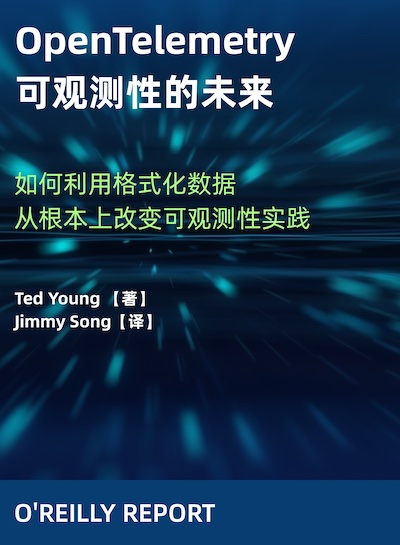 OpenTelemetry
可观测性的未来
如何利用格式化数据
从根本上改变可观测性实践
Ted Young 【著】
Jimmy Song【译】
O'REILLY REPORT